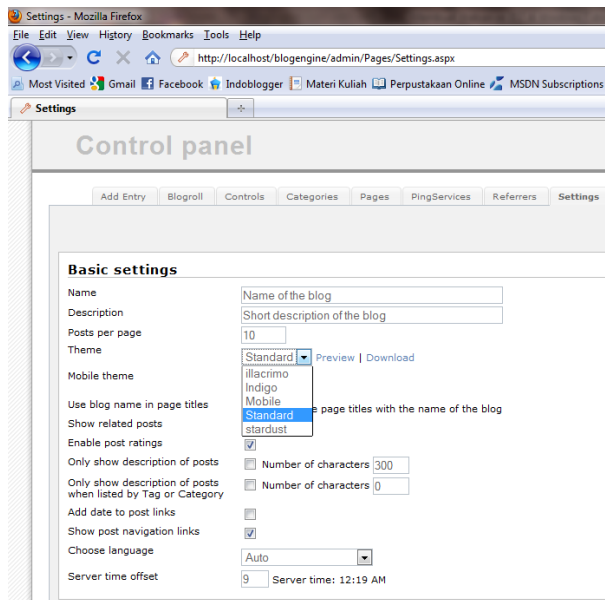 Settings - Mozilla Firefox
File Edit View History Bookmarks Tools Help
http://localhost/blogengine/admin/Pages/Settings.aspx
Most Visited Gmail Facebook Indoblogger Materi Kuliah Perpustakaan Online MSDN Subscriptions
Settings
Control panel
Add Entry Blogroll Controls Categories Pages PingServices Referrers Settings
Basic settings
Name Name of the blog
Description Short description of the blog
Posts per page 10
Theme Standard Preview | Download
illacrimo
Mobile theme
Indigo
Mobile
Use blog name in page titles e page titles with the name of the blog
Standard
Show related posts
stardust
Enable post ratings
Only show description of posts Number of characters 300
Only show description of posts Number of characters 0
when listed by Tag or Category
Add date to post links
Show post navigation links
Choose language Auto
Server time offset 9 Server time: 12:19 AM